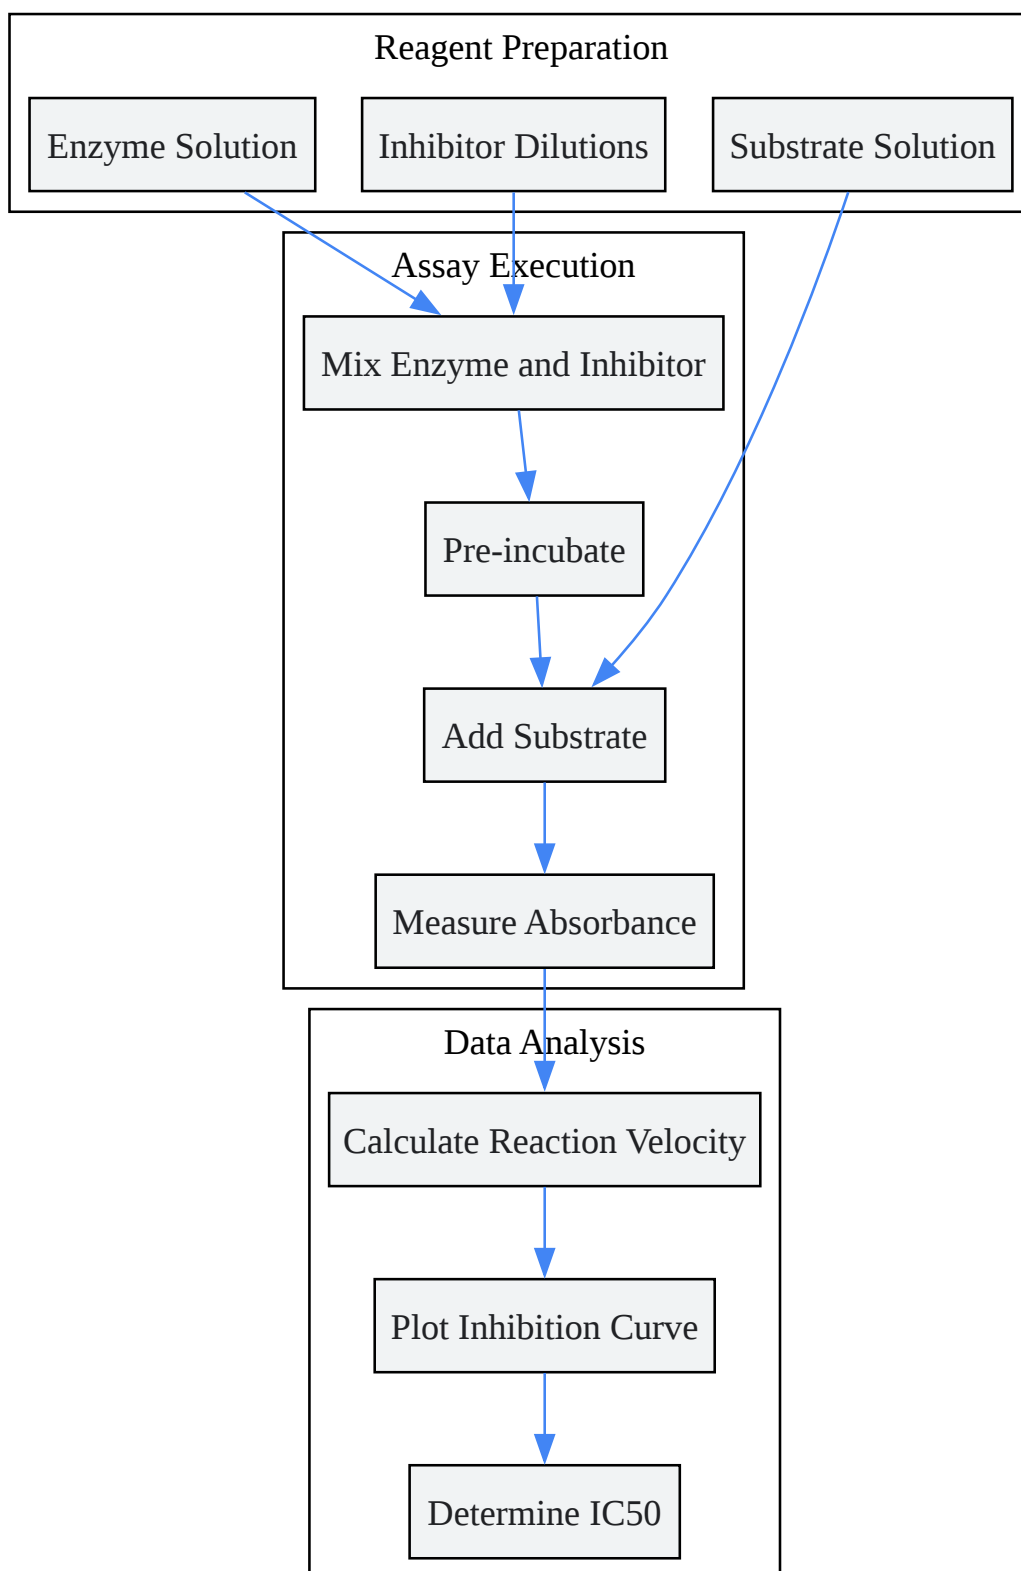 Reagent Preparation
Enzyme Solution
Inhibitor Dilutions
Substrate Solution
Assay Execution
Mix Enzyme and Inhibitor
Pre-incubate
Add Substrate
Measure Absorbance
Data Analysis
Calculate Reaction Velocity
Plot Inhibition Curve
Determine IC50